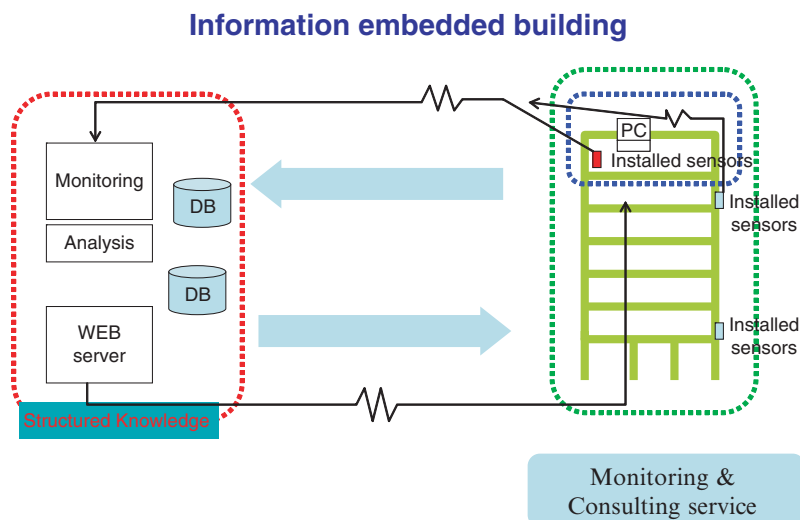 Information embedded building
Monitoring
Analysis
DB
DB
WEB
server
Structured Knowledge
PC
Installed sensors
Installed
sensors
Installed
sensors
Monitoring &
Consulting service